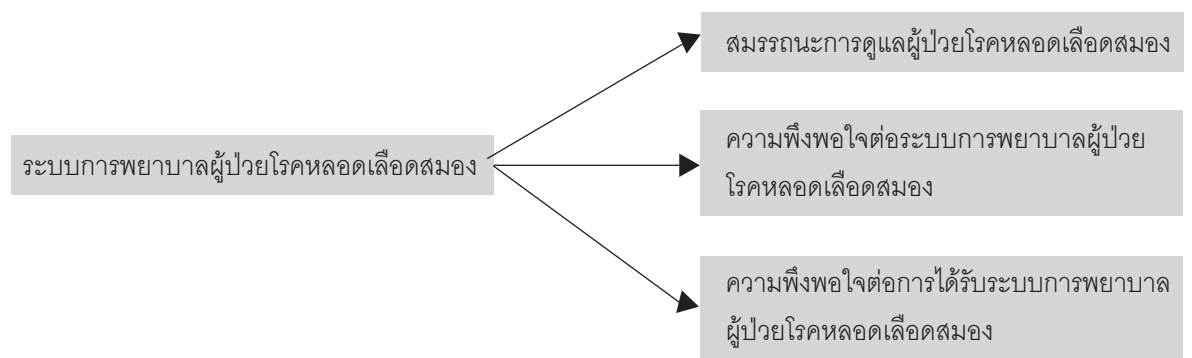 สมรรถนะการดูแลผู้ป่วยโรคหลอดเลือดสมอง
ระบบการพยาบาลผู้ป่วยโรคหลอดเลือดสมอง
ความพึงพอใจต่อระบบการพยาบาลผู้ป่วย
โรคหลอดเลือดสมอง
ความพึงพอใจต่อการได้รับระบบการพยาบาล
ผู้ป่วยโรคหลอดเลือดสมอง